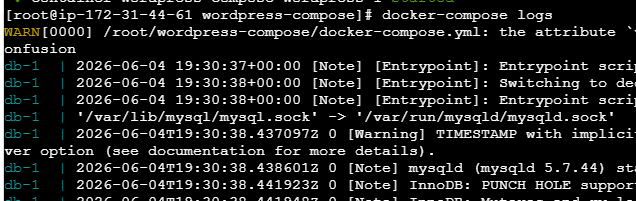 [root@ip-172-31-44-61 wordpress-compose]# docker-compose logs
WARN[0000] /root/wordpress-compose/docker-compose.yml: the attribute `
onfusion
db-1 | 2026-06-04 19:30:37+00:00 [Note] [Entrypoint]: Entrypoint scrip
db-1 | 2026-06-04 19:30:38+00:00 [Note] [Entrypoint]: Switching to de
db-1 | 2026-06-04 19:30:38+00:00 [Note] [Entrypoint]: Entrypoint scri
db-1 | '/var/lib/mysql/mysql.sock' -> '/var/run/mysqld/mysqld.sock'
db-1 | 2026-06-04T19:30:38.437097Z 0 [Warning] TIMESTAMP with implici
ver option (see documentation for more details).
db-1 | 2026-06-04T19:30:38.438601Z 0 [Note] mysqld (mysqld 5.7.44) sta
db-1 | 2026-06-04T19:30:38.441923Z 0 [Note] InnoDB: PUNCH HOLE suppor